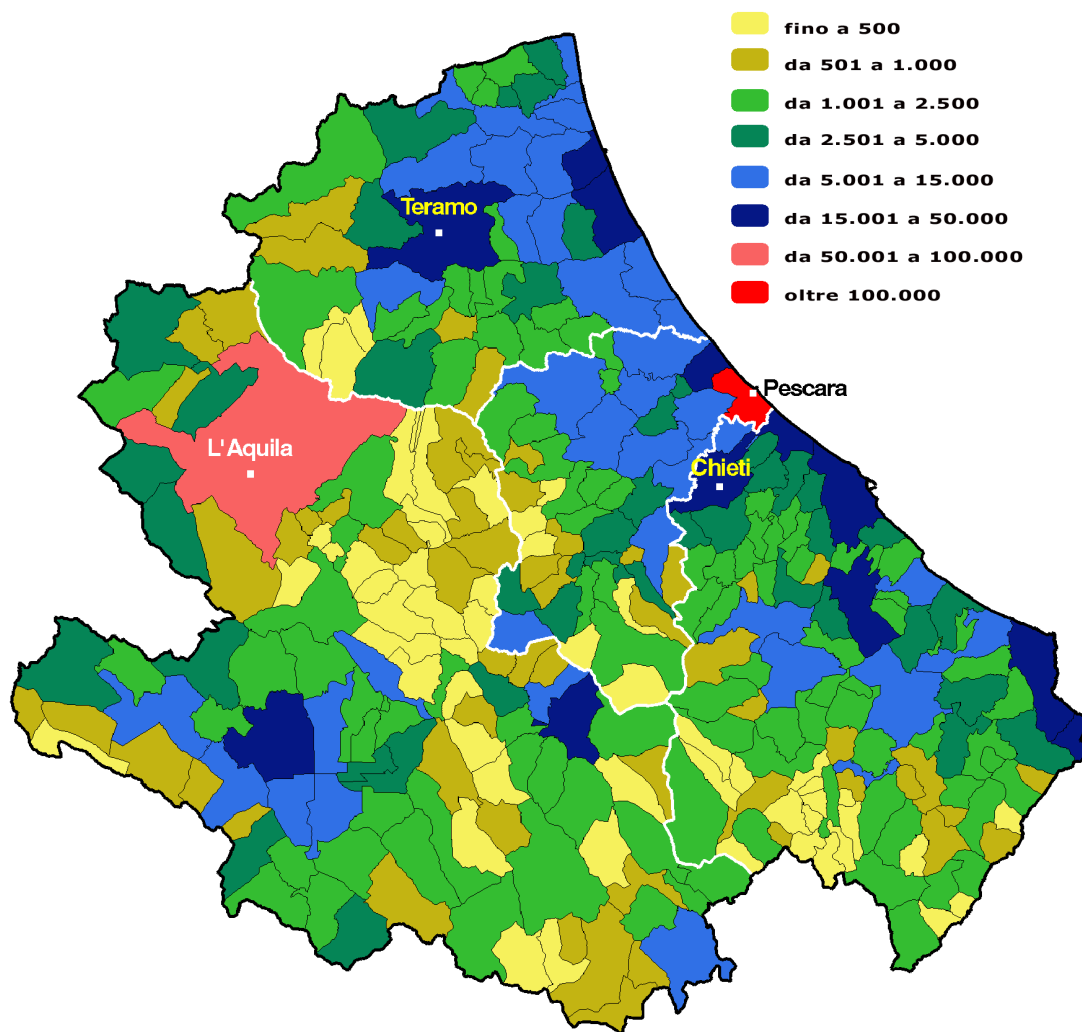 fino a 500
da 501 a 1.000
da 1.001 a 2.500
da 2.501 a 5.000
da 5.001 a 15.000
da 15.001 a 50.000
da 50.001 a 100.000
oltre 100.000
Teramo
Pescara
L'Aquila
Chieti